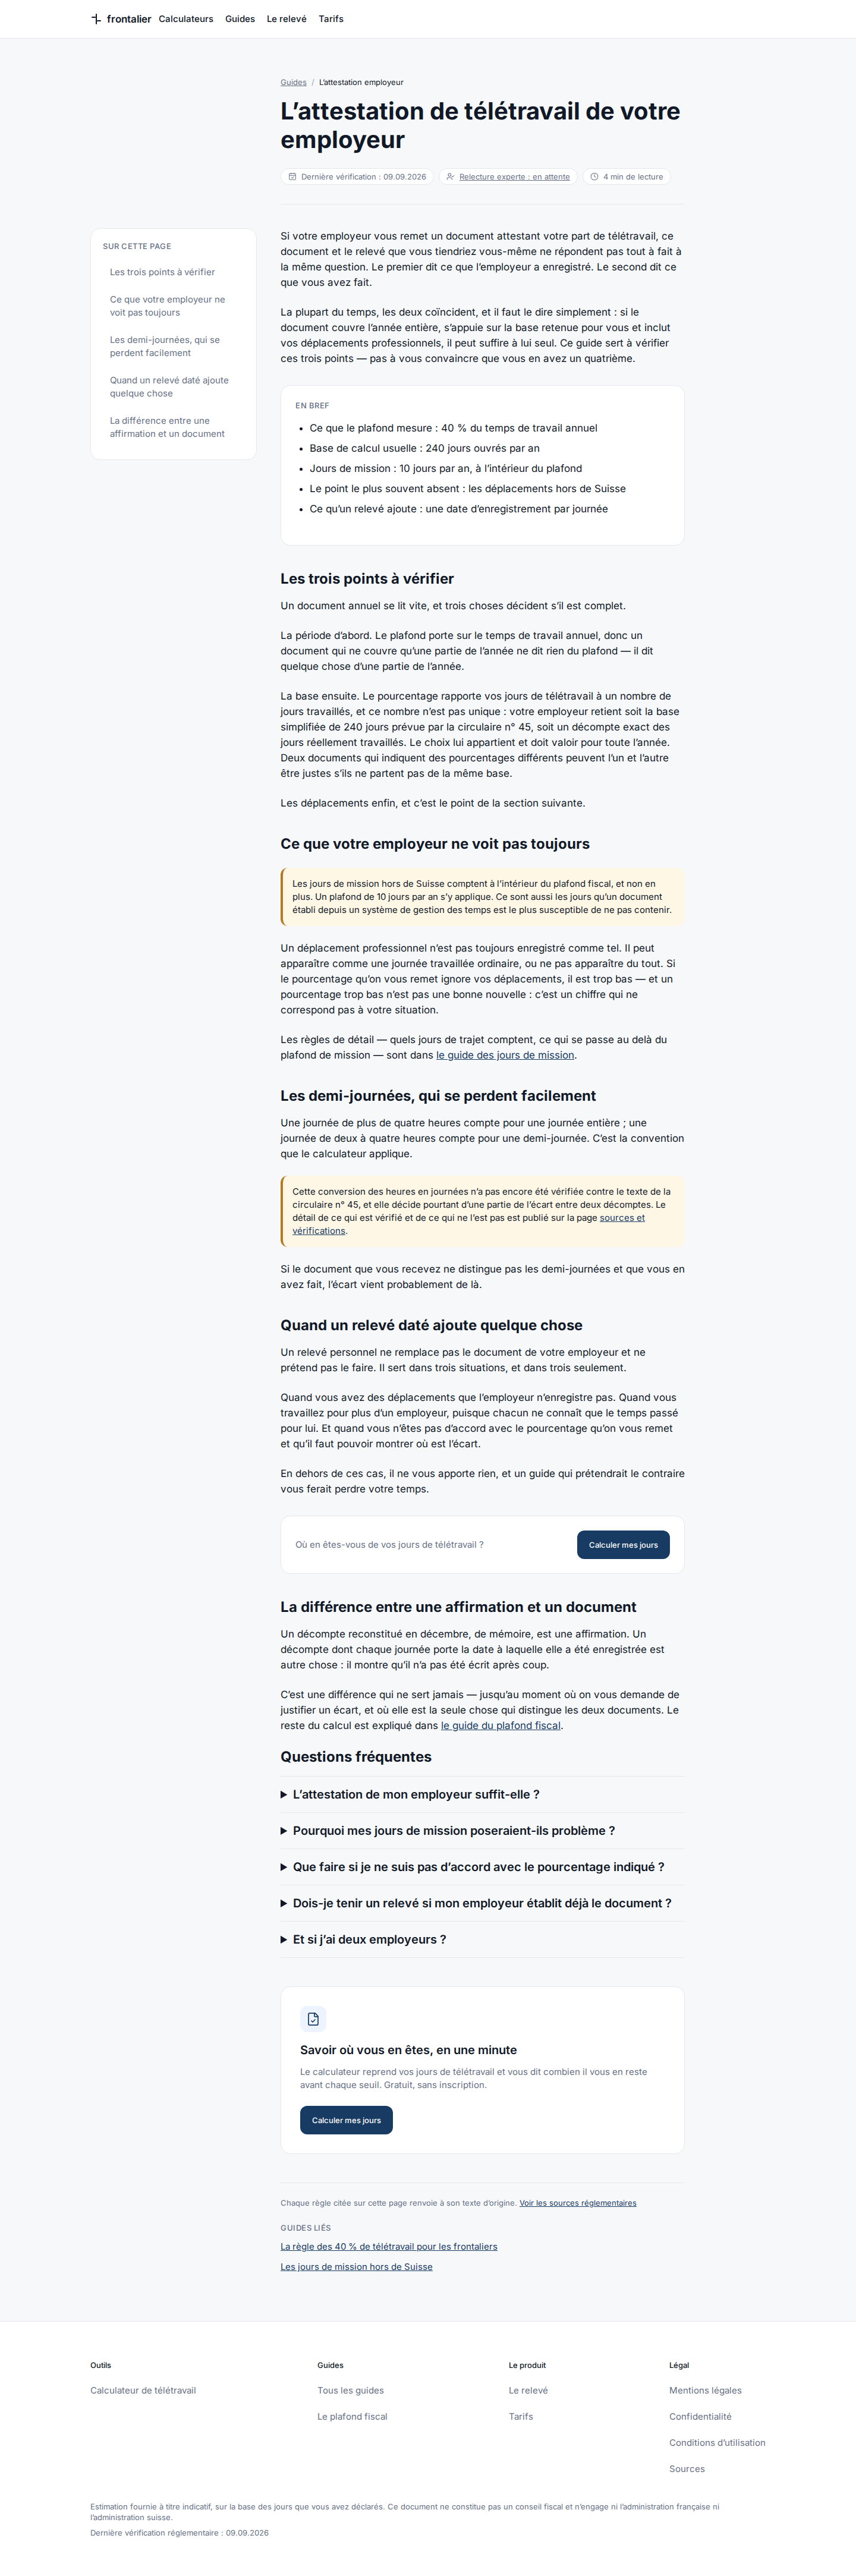 frontalier Calculateurs Guides Le relevé Tarifs
Guides / L’attestation employeur
L’attestation de télétravail de votre
employeur
Dernière vérification : 09.09.2026 Relecture experte : en attente 4 min de lecture
SUR CETTE PAGE
Les trois points à vérifier
Ce que votre employeur ne
voit pas toujours
Les demi-journées, qui se
perdent facilement
Quand un relevé daté ajoute
quelque chose
La différence entre une
affirmation et un document
Si votre employeur vous remet un document attestant votre part de télétravail, ce
document et le relevé que vous tiendriez vous-même ne répondent pas tout à fait à
la même question. Le premier dit ce que l’employeur a enregistré. Le second dit ce
que vous avez fait.
La plupart du temps, les deux coïncident, et il faut le dire simplement : si le
document couvre l’année entière, s’appuie sur la base retenue pour vous et inclut
vos déplacements professionnels, il peut suffire à lui seul. Ce guide sert à vérifier
ces trois points — pas à vous convaincre que vous en avez un quatrième.
EN BREF
• Ce que le plafond mesure : 40 % du temps de travail annuel
• Base de calcul usuelle : 240 jours ouvrés par an
• Jours de mission : 10 jours par an, à l’intérieur du plafond
• Le point le plus souvent absent : les déplacements hors de Suisse
• Ce qu’un relevé ajoute : une date d’enregistrement par journée
Les trois points à vérifier
Un document annuel se lit vite, et trois choses décident s’il est complet.
La période d’abord. Le plafond porte sur le temps de travail annuel, donc un
document qui ne couvre qu’une partie de l’année ne dit rien du plafond — il dit
quelque chose d’une partie de l’année.
La base ensuite. Le pourcentage rapporte vos jours de télétravail à un nombre de
jours travaillés, et ce nombre n’est pas unique : votre employeur retient soit la base
simplifiée de 240 jours prévue par la circulaire n° 45, soit un décompte exact des
jours réellement travaillés. Le choix lui appartient et doit valoir pour toute l’année.
Deux documents qui indiquent des pourcentages différents peuvent l’un et l’autre
être justes s’ils ne partent pas de la même base.
Les déplacements enfin, et c’est le point de la section suivante.
Ce que votre employeur ne voit pas toujours
Les jours de mission hors de Suisse comptent à l’intérieur du plafond fiscal, et non en
plus. Un plafond de 10 jours par an s’y applique. Ce sont aussi les jours qu’un document
établi depuis un système de gestion des temps est le plus susceptible de ne pas contenir.
Un déplacement professionnel n’est pas toujours enregistré comme tel. Il peut
apparaître comme une journée travaillée ordinaire, ou ne pas apparaître du tout. Si
le pourcentage qu’on vous remet ignore vos déplacements, il est trop bas — et un
pourcentage trop bas n’est pas une bonne nouvelle : c’est un chiffre qui ne
correspond pas à votre situation.
Les règles de détail — quels jours de trajet comptent, ce qui se passe au delà du
plafond de mission — sont dans le guide des jours de mission.
Les demi-journées, qui se perdent facilement
Une journée de plus de quatre heures compte pour une journée entière ; une
journée de deux à quatre heures compte pour une demi-journée. C’est la convention
que le calculateur applique.
Cette conversion des heures en journées n’a pas encore été vérifiée contre le texte de la
circulaire n° 45, et elle décide pourtant d’une partie de l’écart entre deux décomptes. Le
détail de ce qui est vérifié et de ce qui ne l’est pas est publié sur la page sources et
vérifications.
Si le document que vous recevez ne distingue pas les demi-journées et que vous en
avez fait, l’écart vient probablement de là.
Quand un relevé daté ajoute quelque chose
Un relevé personnel ne remplace pas le document de votre employeur et ne
prétend pas le faire. Il sert dans trois situations, et dans trois seulement.
Quand vous avez des déplacements que l’employeur n’enregistre pas. Quand vous
travaillez pour plus d’un employeur, puisque chacun ne connaît que le temps passé
pour lui. Et quand vous n’êtes pas d’accord avec le pourcentage qu’on vous remet
et qu’il faut pouvoir montrer où est l’écart.
En dehors de ces cas, il ne vous apporte rien, et un guide qui prétendrait le contraire
vous ferait perdre votre temps.
Où en êtes-vous de vos jours de télétravail ? Calculer mes jours
La différence entre une affirmation et un document
Un décompte reconstitué en décembre, de mémoire, est une affirmation. Un
décompte dont chaque journée porte la date à laquelle elle a été enregistrée est
autre chose : il montre qu’il n’a pas été écrit après coup.
C’est une différence qui ne sert jamais — jusqu’au moment où on vous demande de
justifier un écart, et où elle est la seule chose qui distingue les deux documents. Le
reste du calcul est expliqué dans le guide du plafond fiscal.
Questions fréquentes
L’attestation de mon employeur suffit-elle ?
Pourquoi mes jours de mission poseraient-ils problème ?
Que faire si je ne suis pas d’accord avec le pourcentage indiqué ?
Dois-je tenir un relevé si mon employeur établit déjà le document ?
Et si j’ai deux employeurs ?
Savoir où vous en êtes, en une minute
Le calculateur reprend vos jours de télétravail et vous dit combien il vous en reste
avant chaque seuil. Gratuit, sans inscription.
Calculer mes jours
Chaque règle citée sur cette page renvoie à son texte d’origine. Voir les sources réglementaires
GUIDES LIÉS
La règle des 40 % de télétravail pour les frontaliers
Les jours de mission hors de Suisse
Outils
Calculateur de télétravail
Guides
Tous les guides
Le plafond fiscal
Le produit
Le relevé
Tarifs
Légal
Mentions légales
Confidentialité
Conditions d’utilisation
Sources
Estimation fournie à titre indicatif, sur la base des jours que vous avez déclarés. Ce document ne constitue pas un conseil fiscal et n’engage ni l’administration française ni
l’administration suisse.
Dernière vérification réglementaire : 09.09.2026